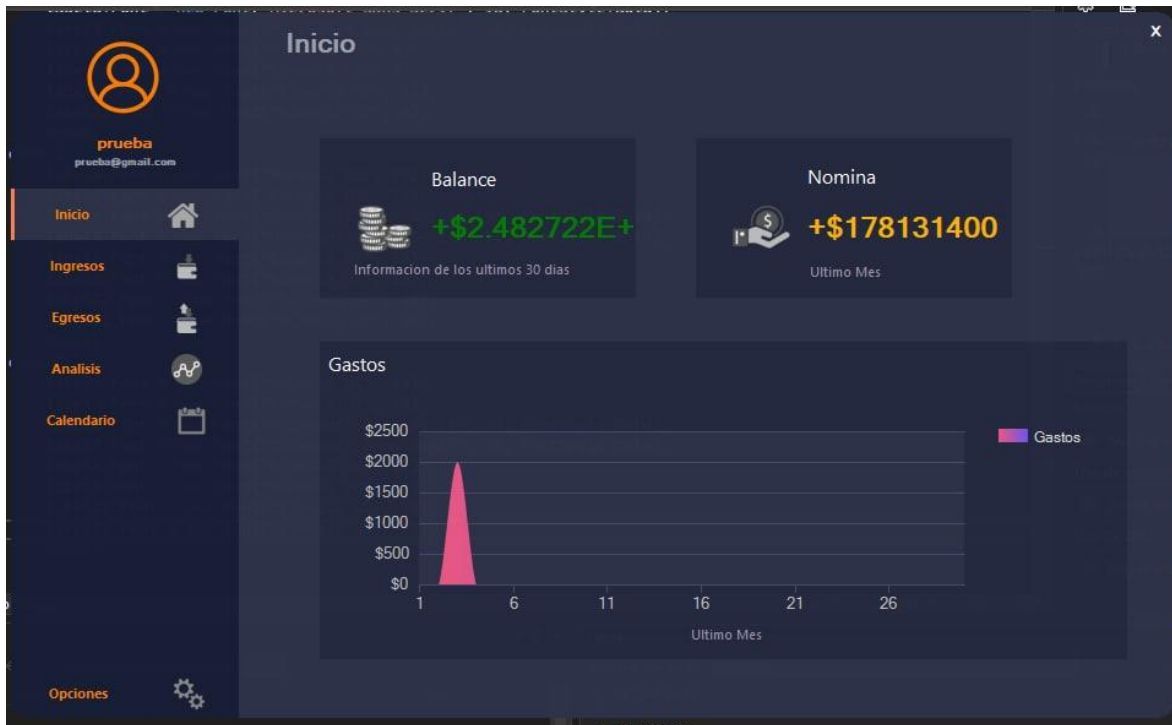 Inicio
x
prueba
prueba@gmail.com
Inicio
Ingresos
Egresos
Analisis
Calendario
Opciones
Balance
+$2.482722E+
Informacion de los ultimos 30 dias
Nomina
+$178131400
Ultimo Mes
Gastos
$2500
$2000
$1500
$1000
$500
$0
1 6 11 16 21 26
Ultimo Mes
Gastos